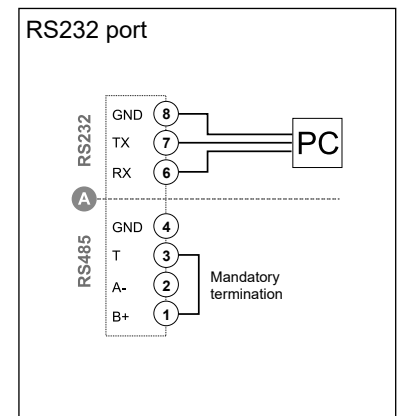 RS232 port
RS232
GND 8
TX 7
RX 6
PC
A
RS485
GND 4
T 3
A- 2
B+ 1
Mandatory
termination